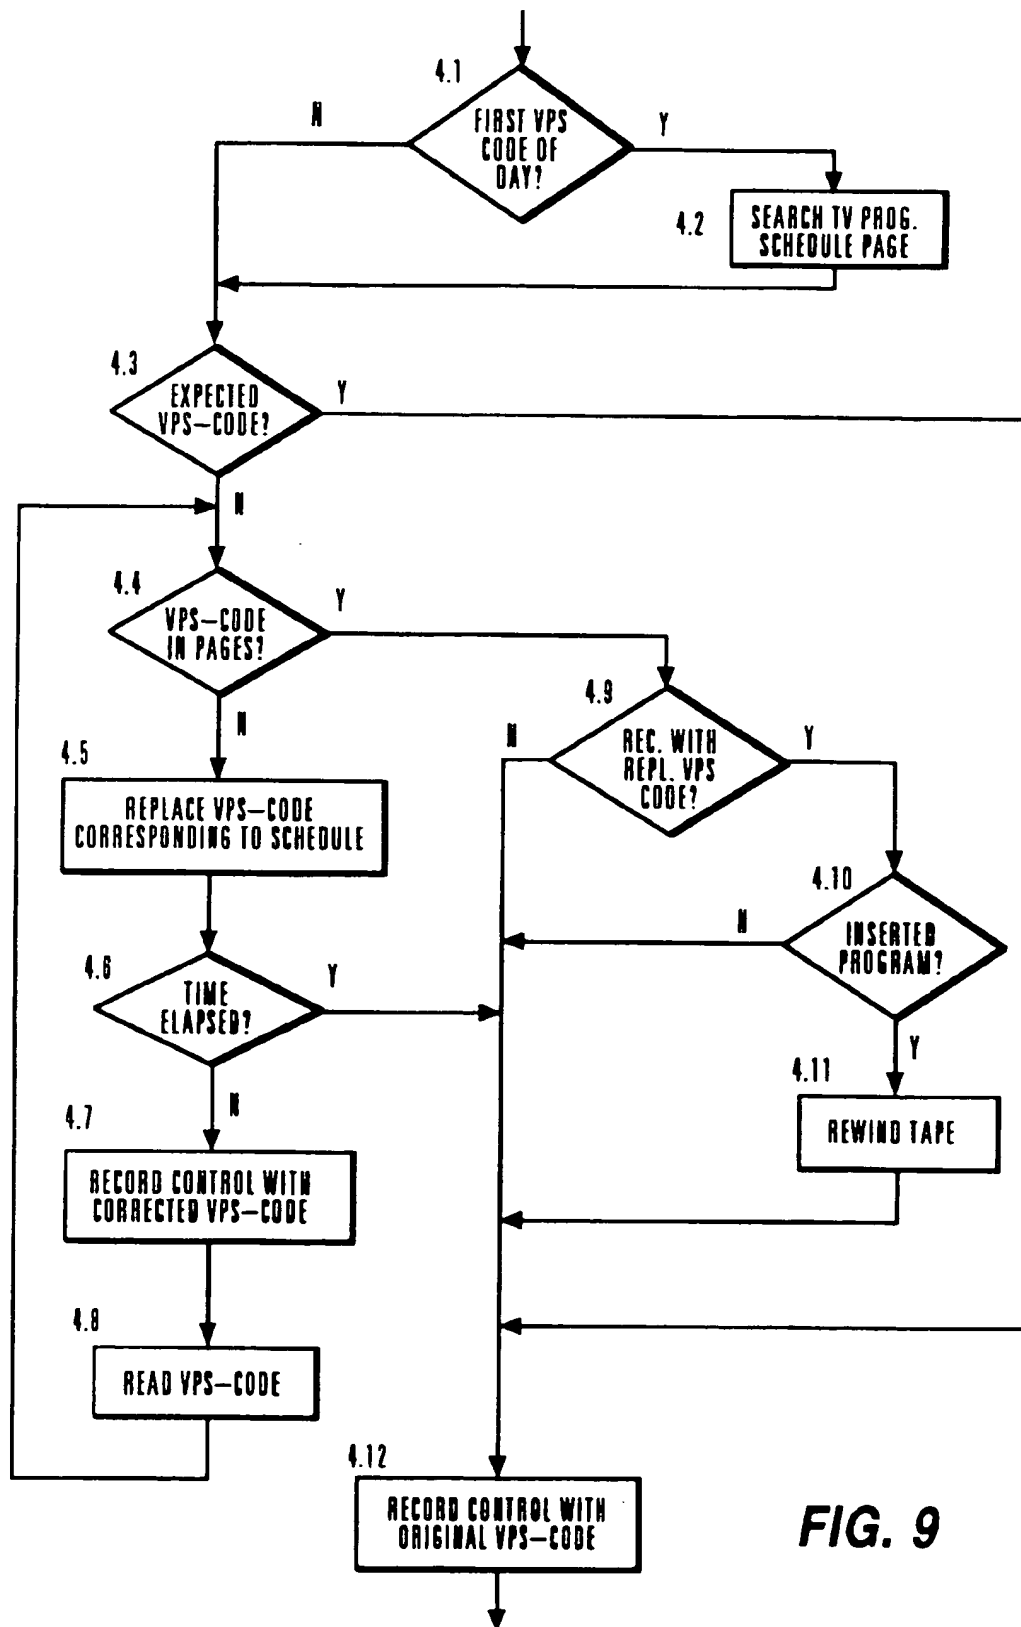 4.1
FIRST VPS
CODE OF
DAY?
N
Y
4.2
SEARCH TV PROG.
SCHEDULE PAGE
4.3
EXPECTED
VPS-CODE?
Y
N
4.4
VPS-CODE
IN PAGES?
Y
N
4.9
REC. WITH
REPL. VPS
CODE?
N
Y
4.5
REPLACE VPS-CODE
CORRESPONDING TO SCHEDULE
4.10
INSERTED
PROGRAM?
N
Y
4.6
TIME
ELAPSED?
Y
N
4.11
REWIND TAPE
4.7
RECORD CONTROL WITH
CORRECTED VPS-CODE
4.8
READ VPS-CODE
4.12
RECORD CONTROL WITH
ORIGINAL VPS-CODE
FIG. 9